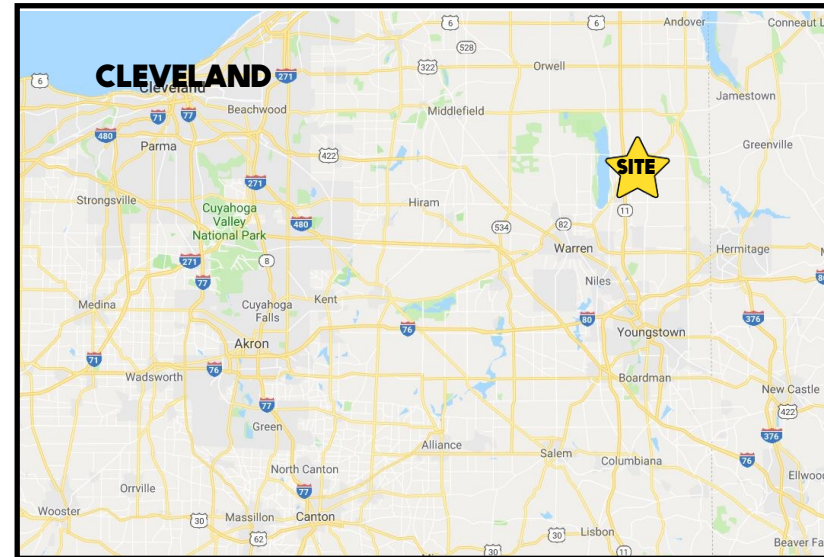 6
6
Andover
Conneaut L
528
CLEVELAND
Cleveland
271
322
Orwell
6
Jamestown
Beachwood
Middlefield
71
77
480
Parma
422
Greenville
SITE
271
Strongsville
Cuyahoga
Valley
National Park
Hiram
11
480
534
82
Warren
Hermitage
8
271
77
Niles
80
Medina
Cuyahoga
Falls
Kent
376
80
76
Youngstown
Akron
71
76
Wadsworth
Boardman
New Castle
77
422
Green
376
Alliance
Salem
Columbiana
76
North Canton
Ellwoo
Orrville
77
Wooster
30
Massillon
Canton
62
30
Lisbon
30
11
Beaver Fa